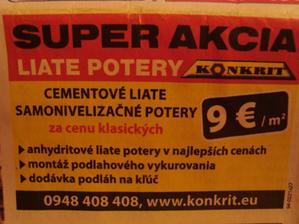 SUPER AKCIA
LIATE POTERY KONKRIT
CEMENTOVÉ LIATE
SAMONIVELIZAČNÉ POTERY
za cenu klasických
9 €/m²
anhydritové liate potery v najlepších cenách
montáž podlahového vykurovania
dodávka podláh na kľúč
0948 408 408, www.konkrit.eu